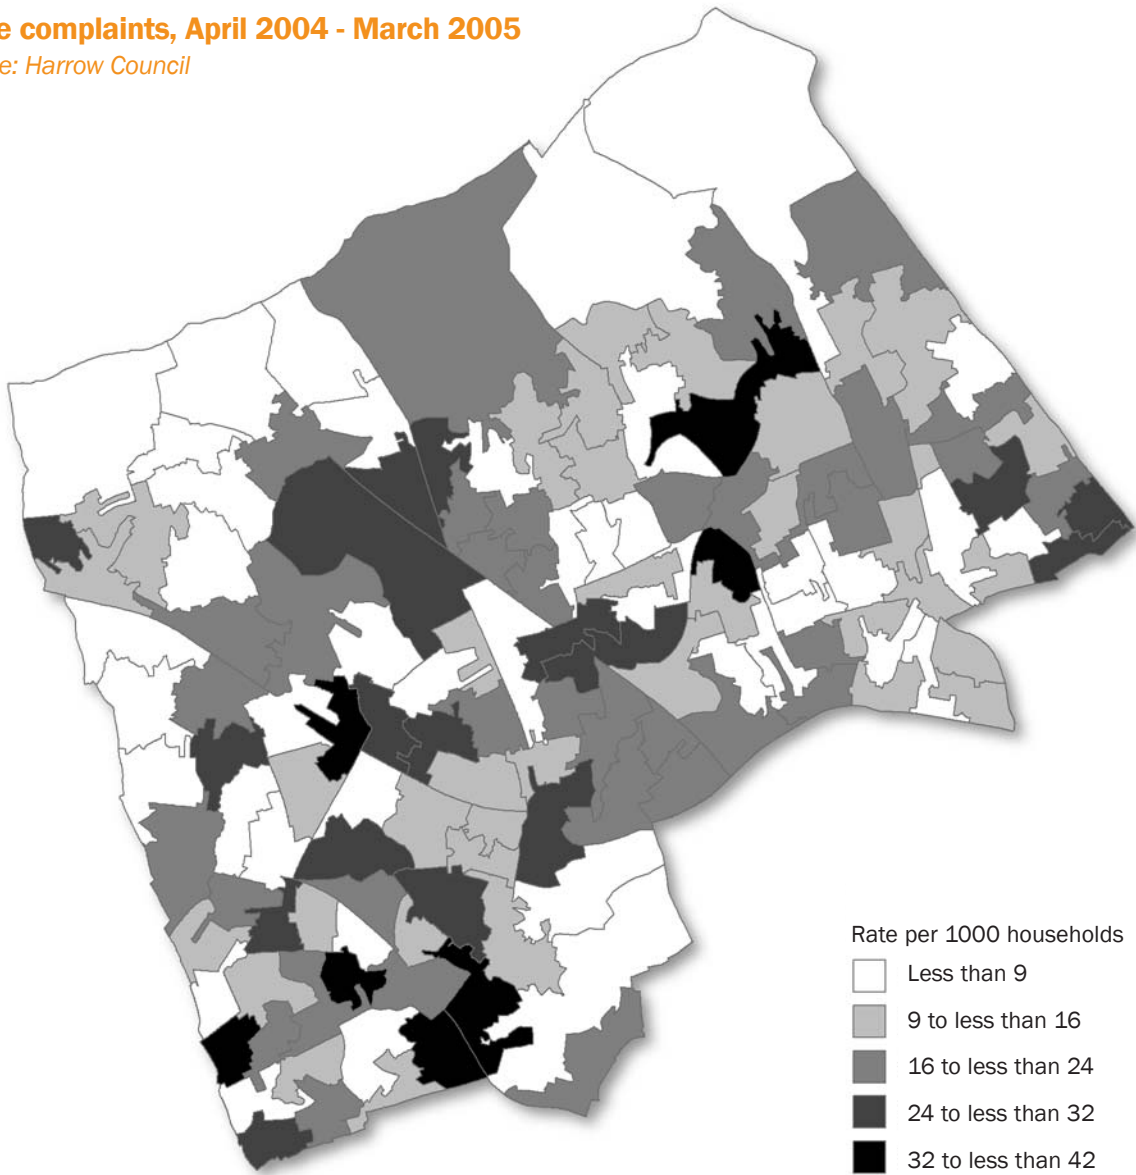 e complaints, April 2004 - March 2005
e: Harrow Council
Rate per 1000 households
Less than 9
9 to less than 16
16 to less than 24
24 to less than 32
32 to less than 42